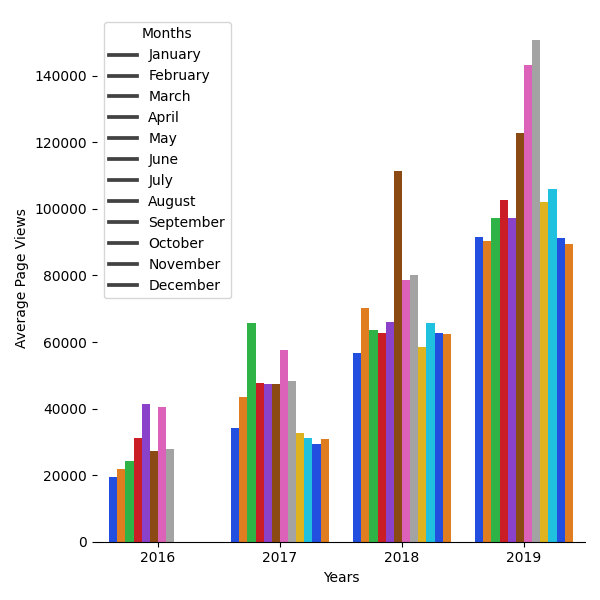 Months
January
February
March
April
May
June
July
August
September
October
November
December
Average Page Views
140000
120000
100000
80000
60000
40000
20000
0
2016 2017 2018 2019
Years